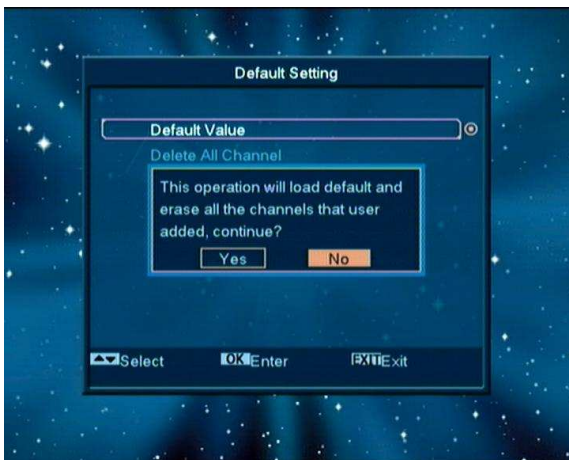 Default Setting
Default Value
Delete All Channel
This operation will load default and
erase all the channels that user
added, continue?
Yes No
Select OK Enter EXIT Exit